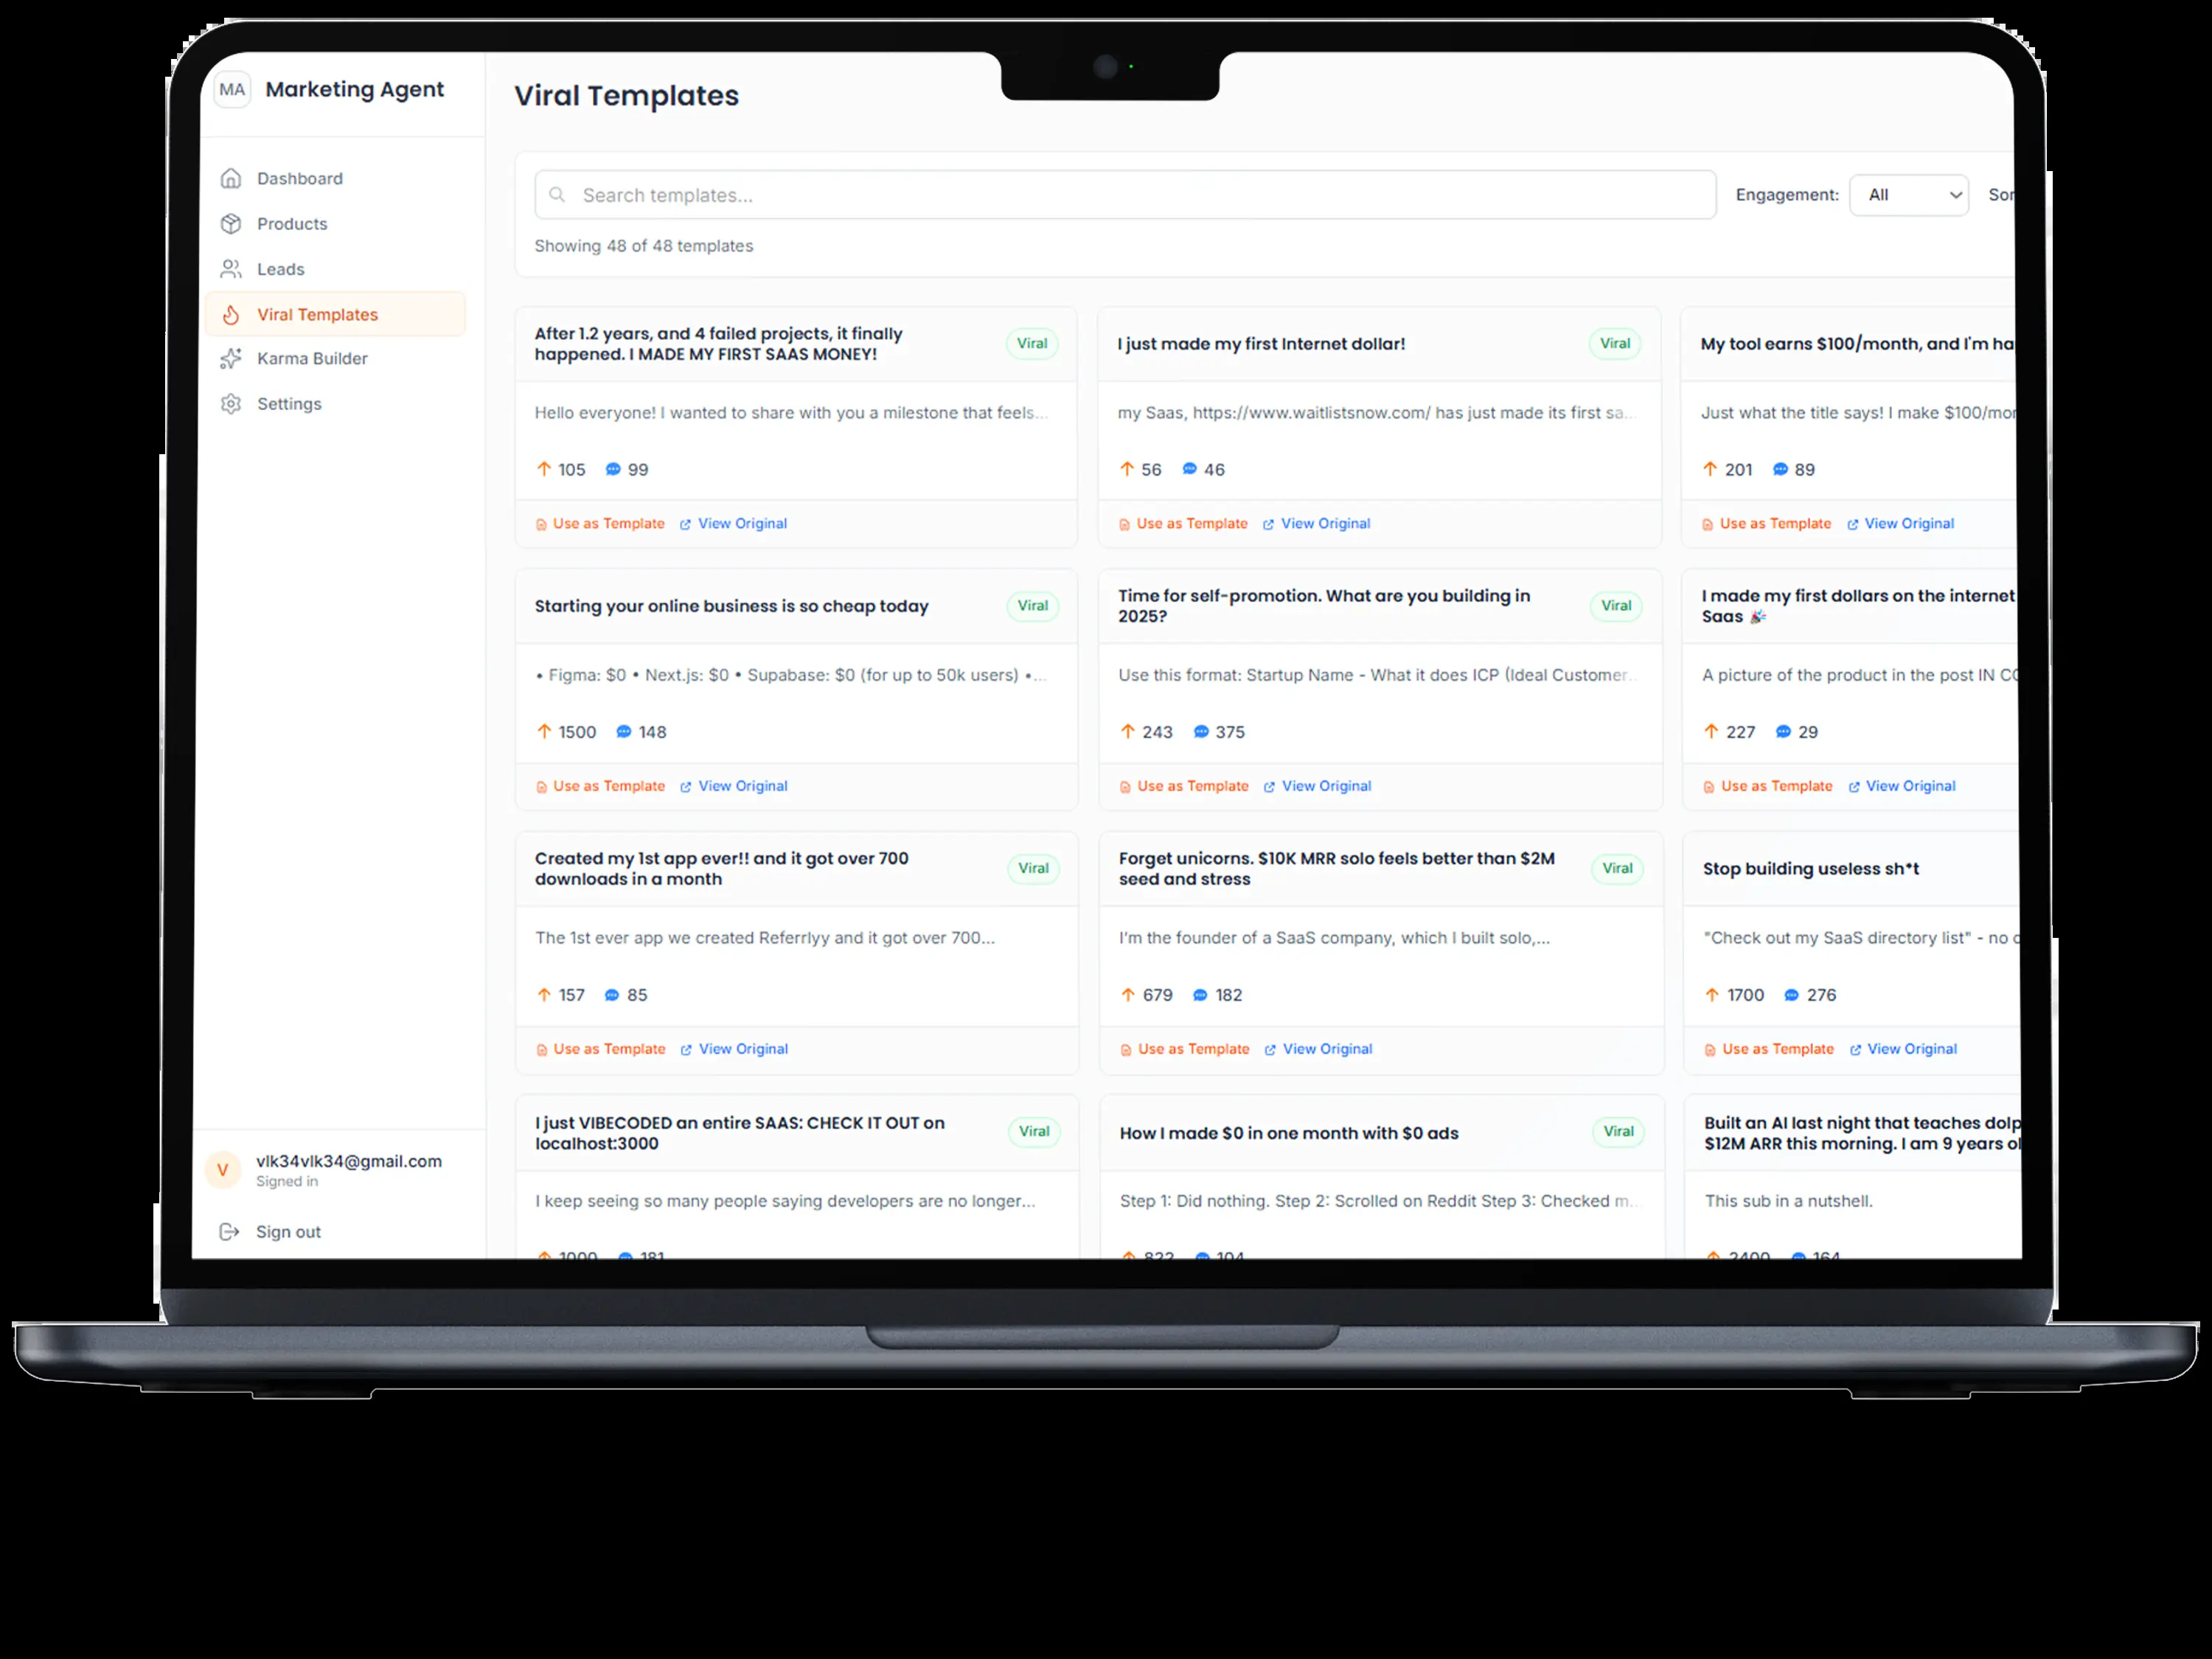 MA
Marketing Agent
Dashboard
Products
Leads
Viral Templates
Karma Builder
Settings
V
vlk34vlk34@gmail.com
Signed in
Sign out
Viral Templates
Search templates...
Engagement:
All
Sor
Showing 48 of 48 templates
After 1.2 years, and 4 failed projects, it finally
happened. I MADE MY FIRST SAAS MONEY!
Viral
Hello everyone! I wanted to share with you a milestone that feels...
105 99
Use as Template View Original
I just made my first Internet dollar!
Viral
my Saas, https://www.waitlistsnow.com/ has just made its first sa...
56 46
Use as Template View Original
My tool earns $100/month, and I'm ha
Just what the title says! I make $100/mor
201 89
Use as Template View Original
Starting your online business is so cheap today
Viral
• Figma: $0 • Next.js: $0 • Supabase: $0 (for up to 50k users) •...
1500 148
Use as Template View Original
Time for self-promotion. What are you building in
2025?
Viral
Use this format: Startup Name - What it does ICP (Ideal Customer...
243 375
Use as Template View Original
I made my first dollars on the internet
Saas 🎉
A picture of the product in the post IN CO
227 29
Use as Template View Original
Created my 1st app ever!! and it got over 700
downloads in a month
Viral
The 1st ever app we created Referrlyy and it got over 700...
157 85
Use as Template View Original
Forget unicorns. $10K MRR solo feels better than $2M
seed and stress
Viral
I'm the founder of a SaaS company, which I built solo,...
679 182
Use as Template View Original
Stop building useless sh*t
"Check out my SaaS directory list" - no c
1700 276
Use as Template View Original
I just VIBECODED an entire SAAS: CHECK IT OUT on
localhost:3000
Viral
I keep seeing so many people saying developers are no longer...
1000 181
How I made $0 in one month with $0 ads
Viral
Step 1: Did nothing. Step 2: Scrolled on Reddit Step 3: Checked m...
822 104
Built an AI last night that teaches dolp
$12M ARR this morning. I am 9 years ol
This sub in a nutshell.
2400 164